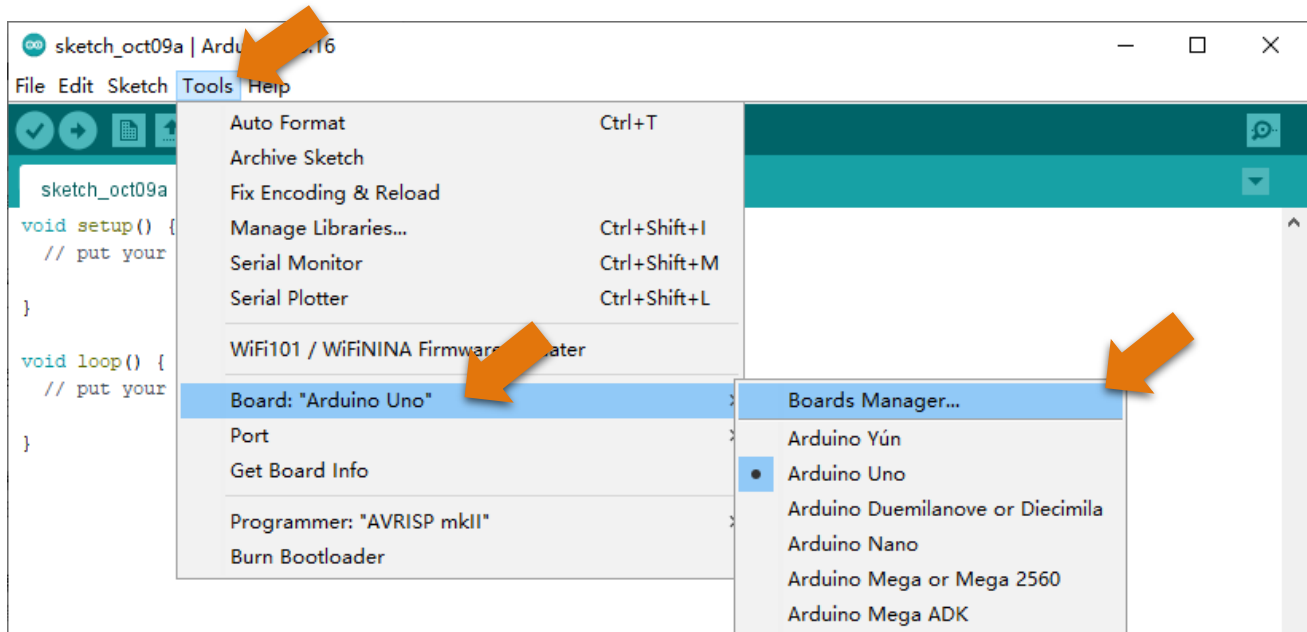 sketch_oct09a | Ardu .16
File Edit Sketch Tools Help
Auto Format Ctrl+T
Archive Sketch
sketch_oct09a
Fix Encoding & Reload
void setup() {
Manage Libraries... Ctrl+Shift+I
// put your
Serial Monitor Ctrl+Shift+M
Serial Plotter Ctrl+Shift+L
}
WiFi101 / WiFiNINA Firmware ater
void loop() {
// put your
Board: "Arduino Uno"
Boards Manager...
Port
Arduino Yún
}
Get Board Info
Arduino Uno
Arduino Duemilanove or Diecimila
Programmer: "AVRISP mkII"
Arduino Nano
Burn Bootloader
Arduino Mega or Mega 2560
Arduino Mega ADK